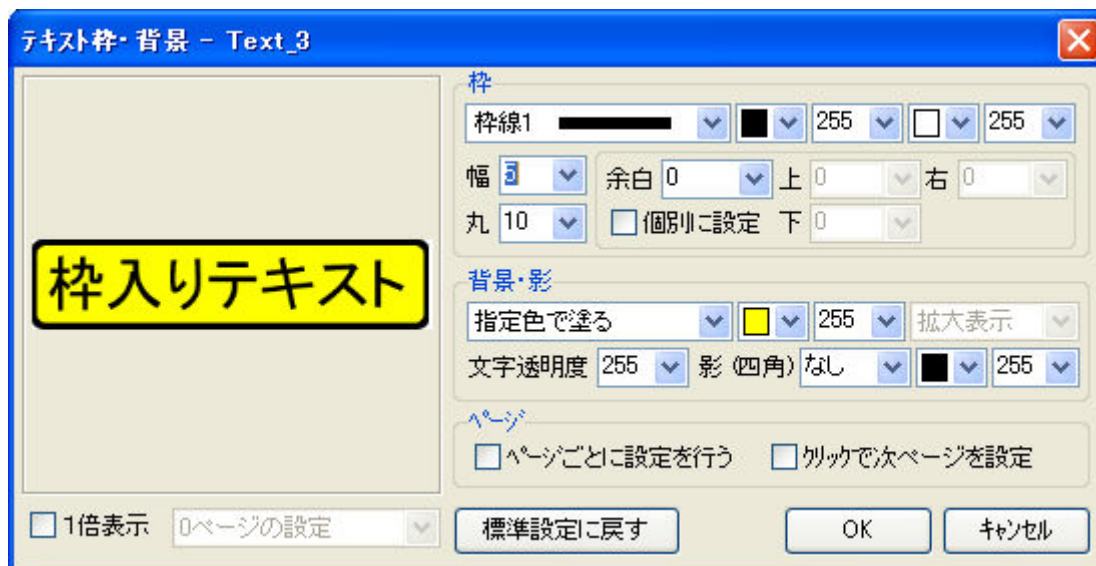 テキスト枠・背景 - Text_3
枠
枠線1 255 255
幅 5 余白 0 上 0 右 0
丸 10 個別に設定 下 0
枠入りテキスト
背景・影
指定色で塗る 255 拡大表示
文字透明度 255 影(四角) なし 255
ページ
ページごとに設定を行う クリックで次ページを設定
1倍表示 0ページの設定 標準設定に戻す OK キャンセル